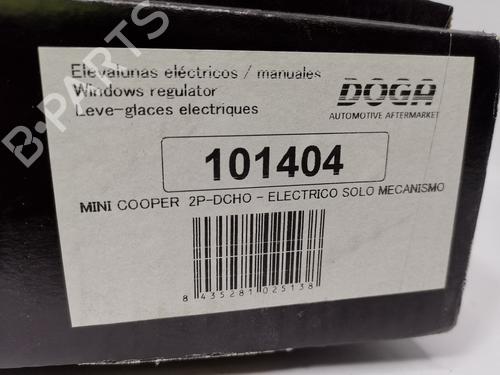 Elevalunas eléctricos / manuales
Windows regulator
Leve-glaces electriques
DOGA
AUTOMOTIVE AFTERMARKET
101404
MINI COOPER 2P-DCHO - ELECTRICO SOLO MECANISMO
8 435281 025138
B-PARTS